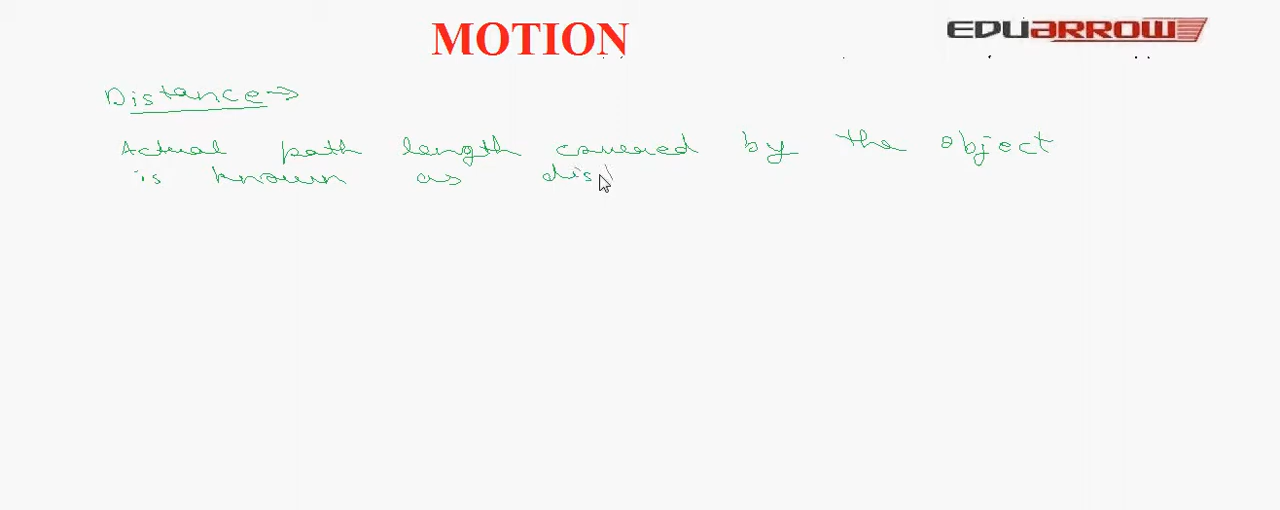 MOTION
EDUARROW
Distance→
Actual path length covered by the object
is known as dis